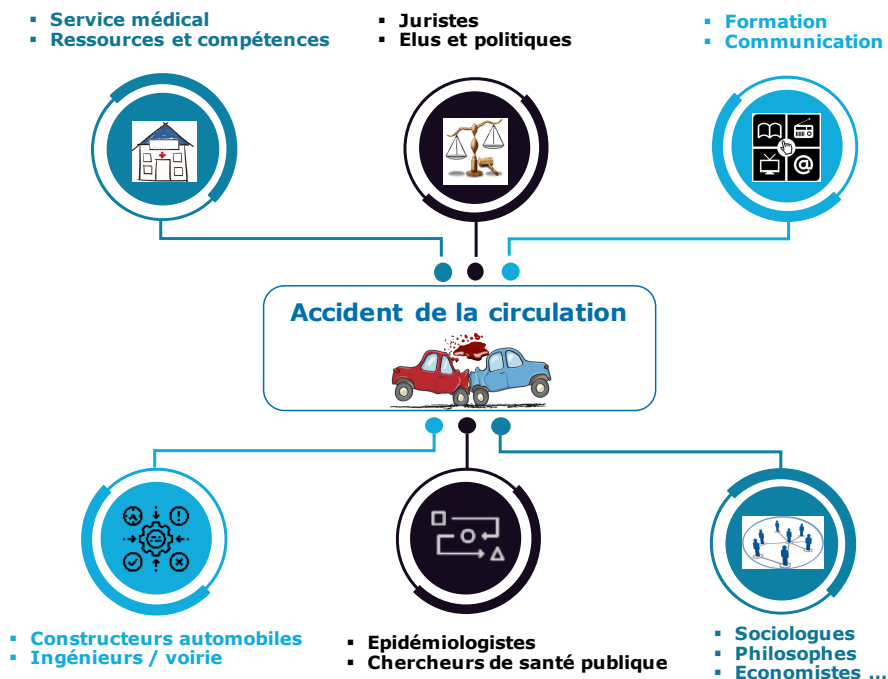 ▪ Service médical
▪ Ressources et compétences
▪ Juristes
▪ Elus et politiques
▪ Formation
▪ Communication
@
Accident de la circulation
▪ Constructeurs automobiles
▪ Ingénieurs / voirie
▪ Epidémiologistes
▪ Chercheurs de santé publique
▪ Sociologues
▪ Philosophes
▪ Economistes ...